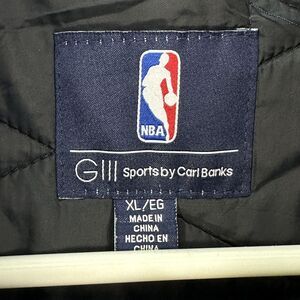 NBA
GIII Sports by Carl Banks
XL/EG
MADE IN
CHINA
HECHO EN
CHINA